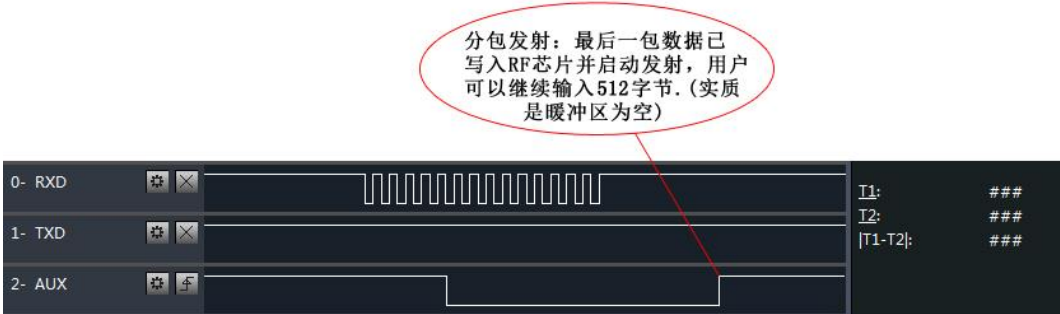 分包发射：最后一包数据已
写入RF芯片并启动发射，用户
可以继续输入512字节.(实质
是暖冲区为空)
0- RXD
T1: ###
1- TXD
T2: ###
|T1-T2|: ###
2- AUX